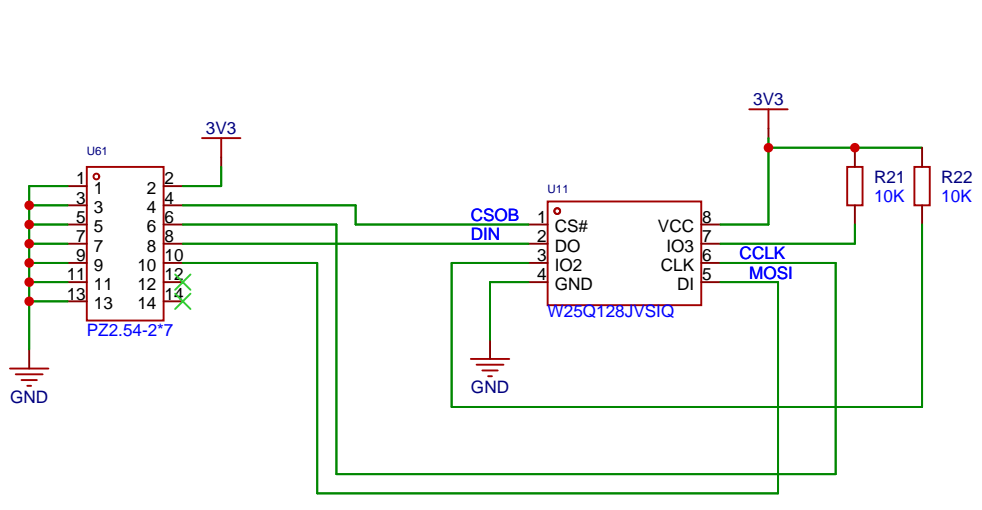 3V3
3V3
U61
1 1 2 2
3 3 4 4
5 5 6 6
7 7 8 8
9 9 10 10
11 11 12 12
13 13 14 14
PZ2.54-2*7
GND
U11
CSOB 1 CS# VCC 8
DIN 2 DO IO3 7
3 IO2 CLK 6 CCLK
4 GND DI 5 MOSI
W25Q128JVSIQ
GND
R21
10K
R22
10K